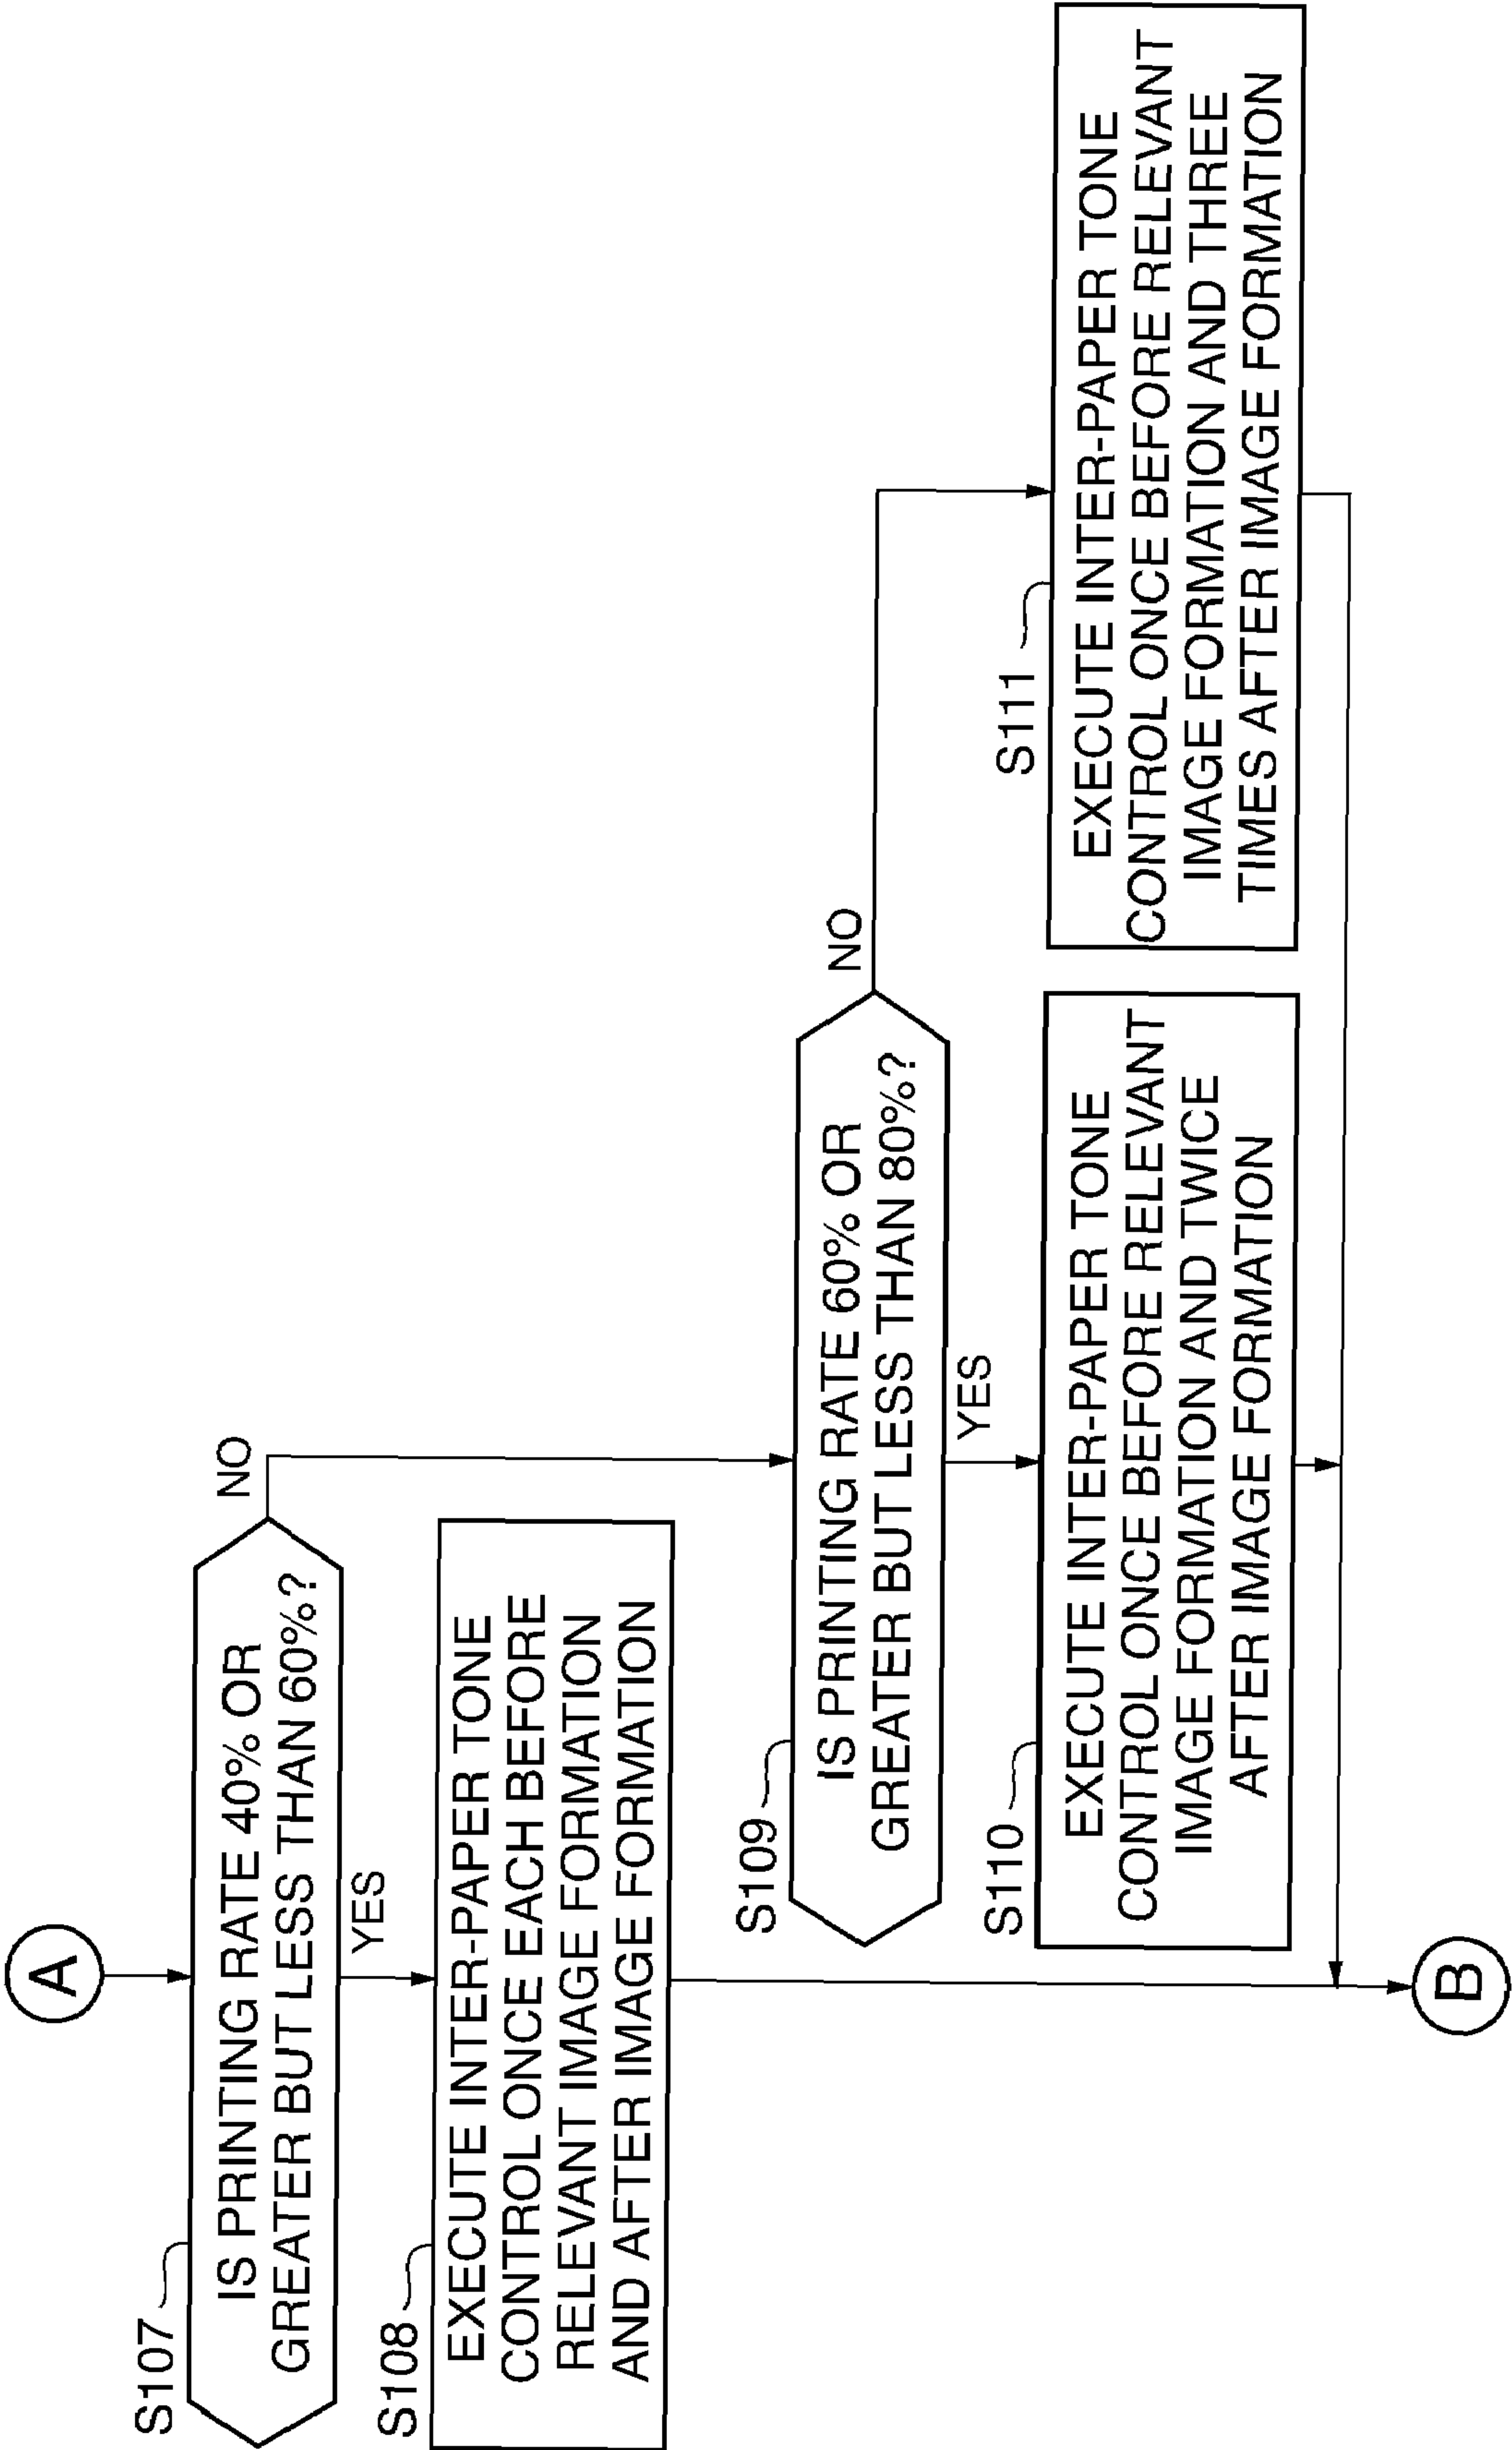 A
S107
IS PRINTING RATE 40% OR
GREATER BUT LESS THAN 60%?
NO
YES
S108
EXECUTE INTER-PAPER TONE
CONTROL ONCE EACH BEFORE
RELEVANT IMAGE FORMATION
AND AFTER IMAGE FORMATION
S109
IS PRINTING RATE 60% OR
GREATER BUT LESS THAN 80%?
NO
YES
S110
EXECUTE INTER-PAPER TONE
CONTROL ONCE BEFORE RELEVANT
IMAGE FORMATION AND TWICE
AFTER IMAGE FORMATION
S111
EXECUTE INTER-PAPER TONE
CONTROL ONCE BEFORE RELEVANT
IMAGE FORMATION AND THREE
TIMES AFTER IMAGE FORMATION
B